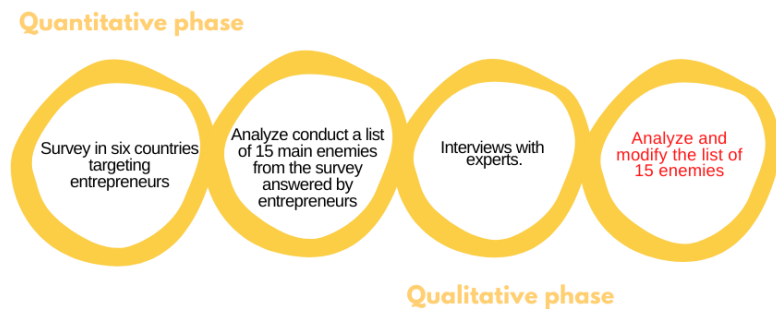 Quantitative phase
Survey in six countries
targeting
entrepreneurs
Analyze conduct a list
of 15 main enemies
from the survey
answered by
entrepreneurs
Interviews with
experts.
Analyze and
modify the list of
15 enemies
Qualitative phase